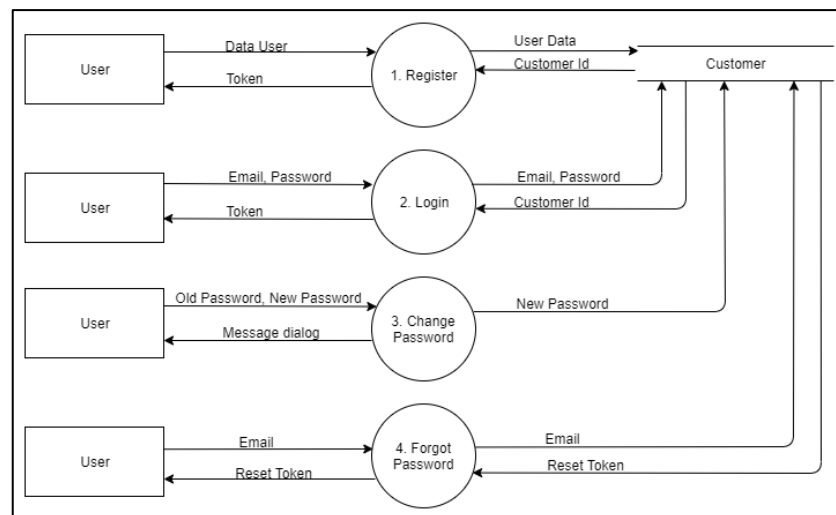 User
Data User
Token
1. Register
User Data
Customer Id
Customer
User
Email, Password
Token
2. Login
Email, Password
Customer Id
User
Old Password, New Password
Message dialog
3. Change
Password
New Password
User
Email
Reset Token
4. Forgot
Password
Email
Reset Token